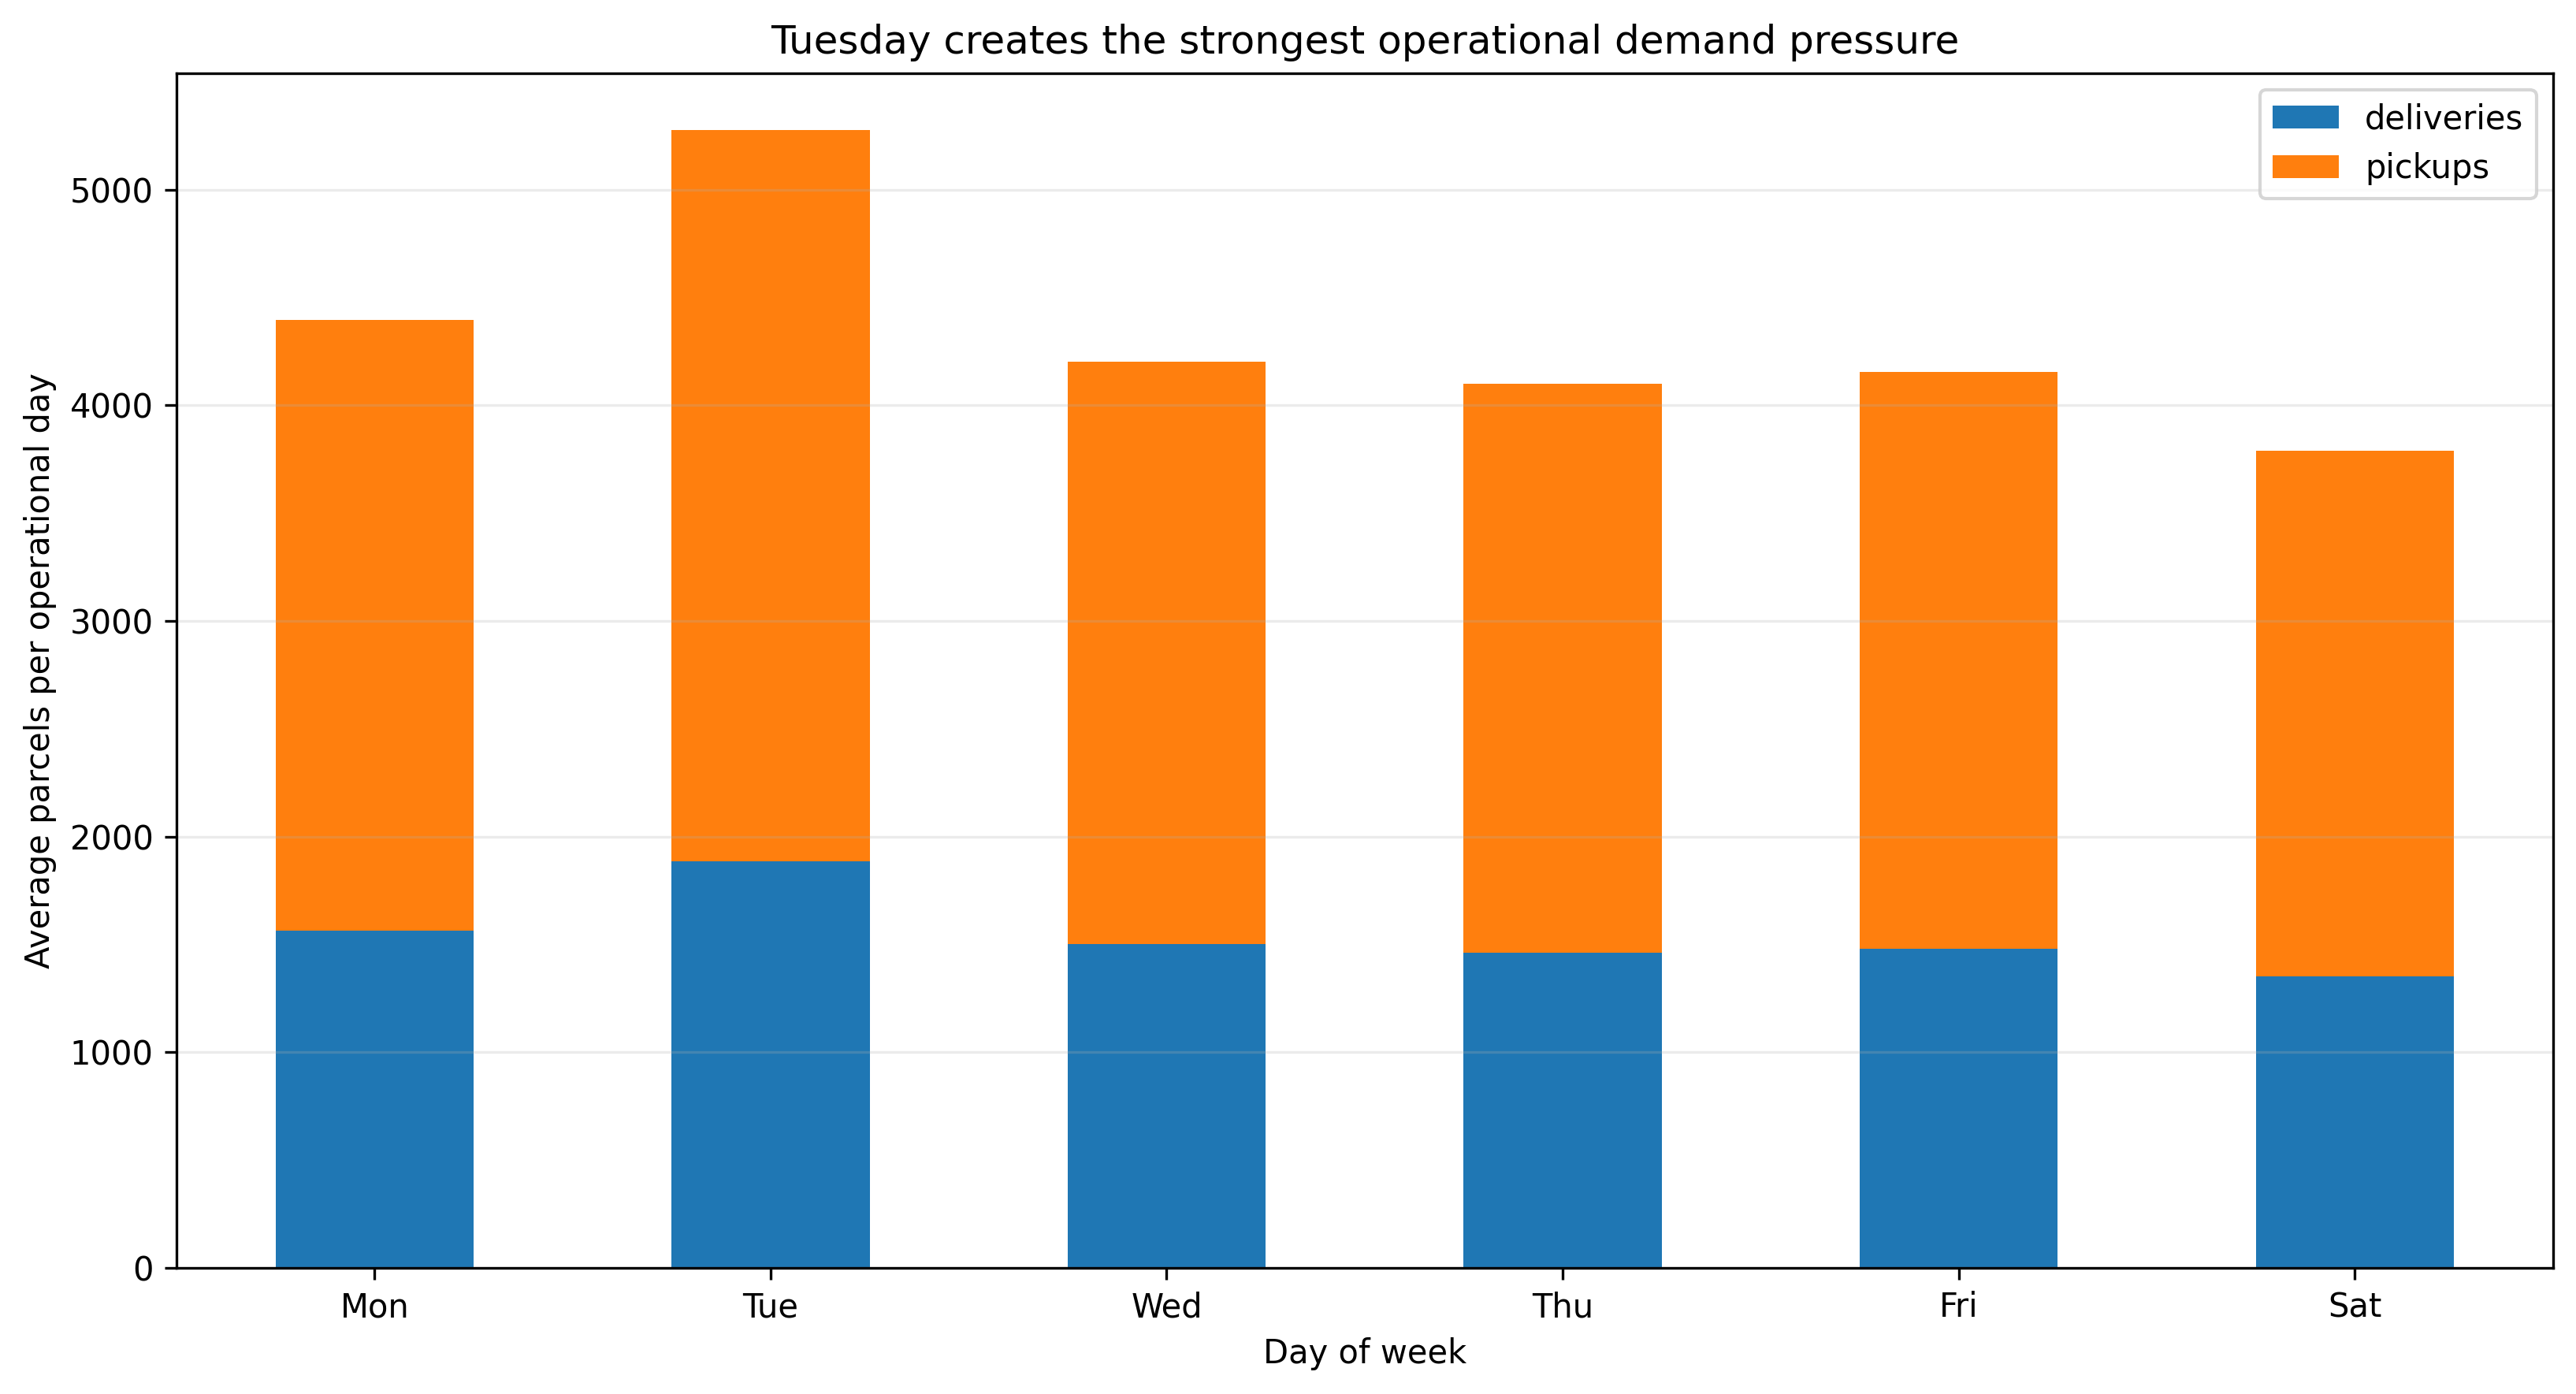 Tuesday creates the strongest operational demand pressure
deliveries
pickups
Average parcels per operational day
5000
4000
3000
2000
1000
0
Mon
Tue
Wed
Thu
Fri
Sat
Day of week